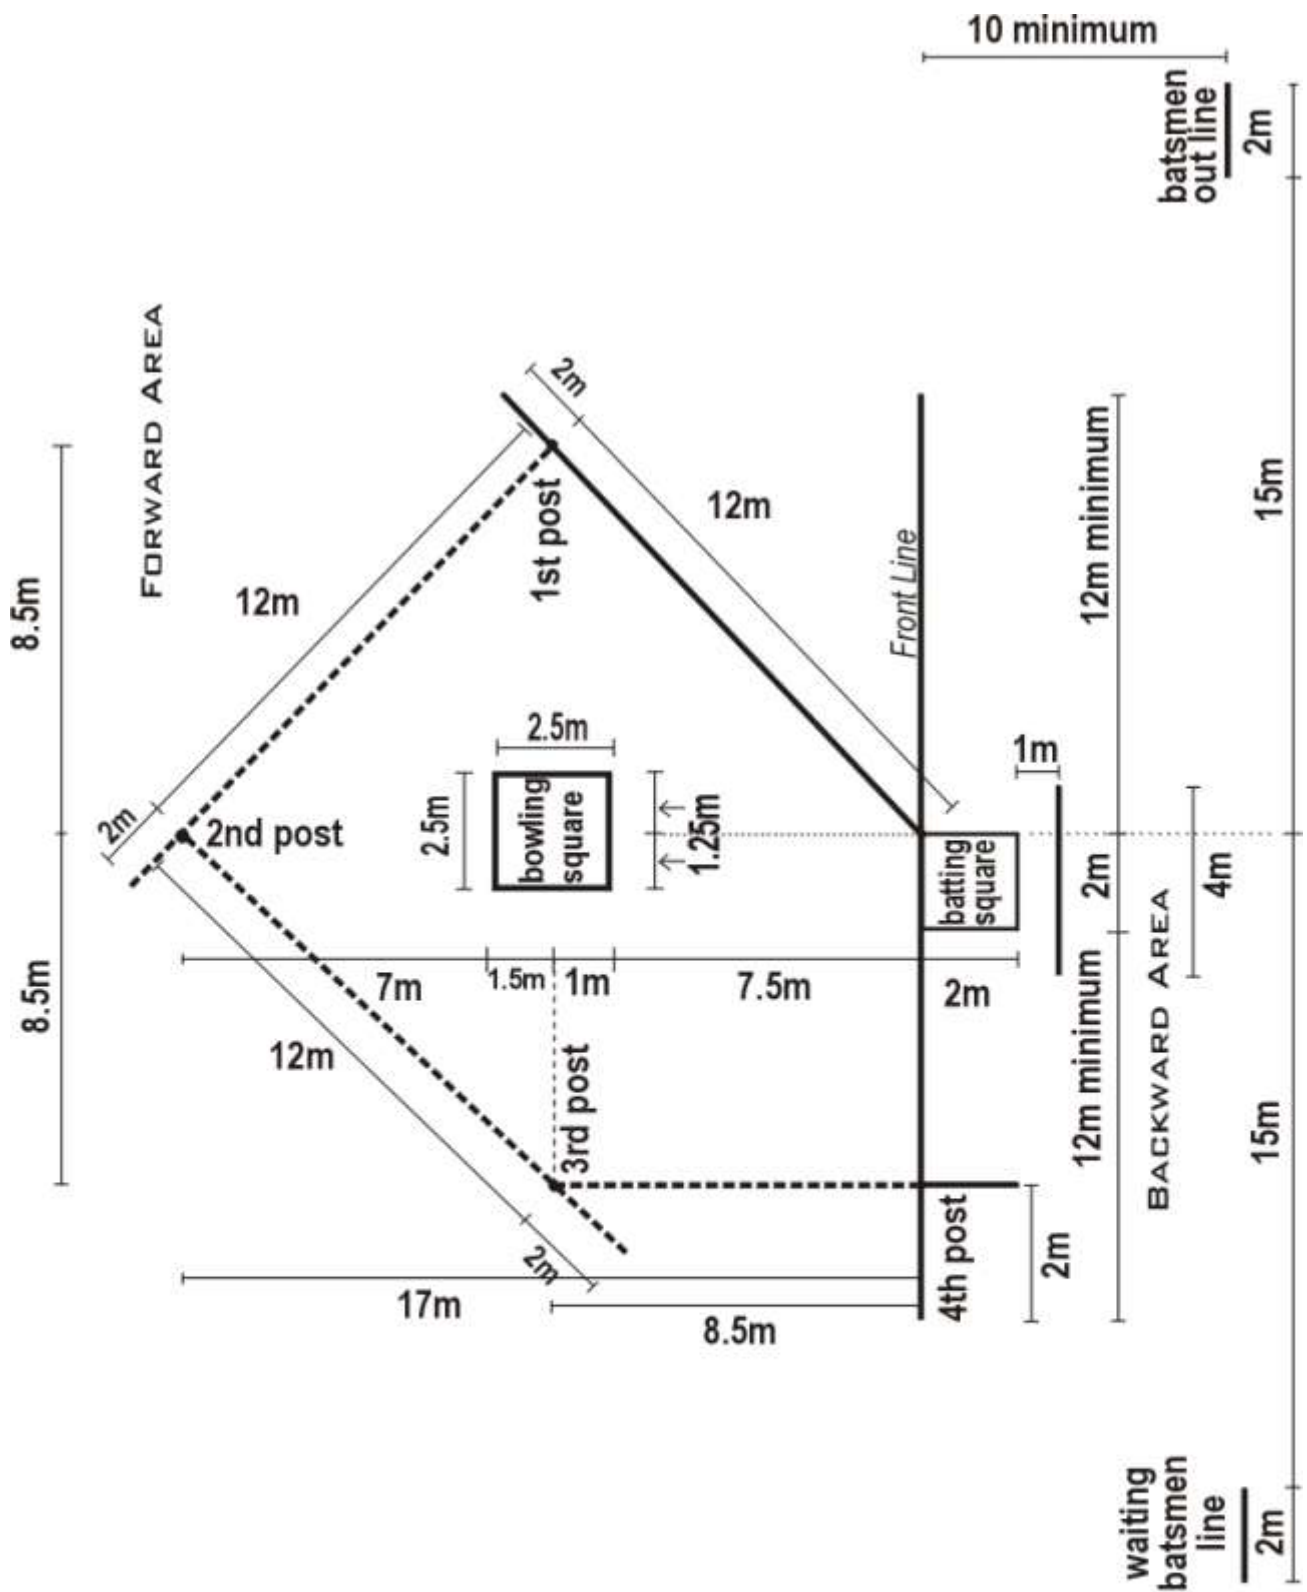 10 minimum
batsmen
out line
2m
FORWARD AREA
2m
12m
12m minimum
15m
1st post
Front Line
8.5m
12m
2.5m
1m
2m
2nd post
2.5m
bowling
square
1.25m
batting
square
2m
4m
7m
1.5m
1m
7.5m
2m
8.5m
12m
3rd post
12m minimum
BACKWARD AREA
15m
2m
4th post
2m
17m
8.5m
waiting
batsmen
line
2m